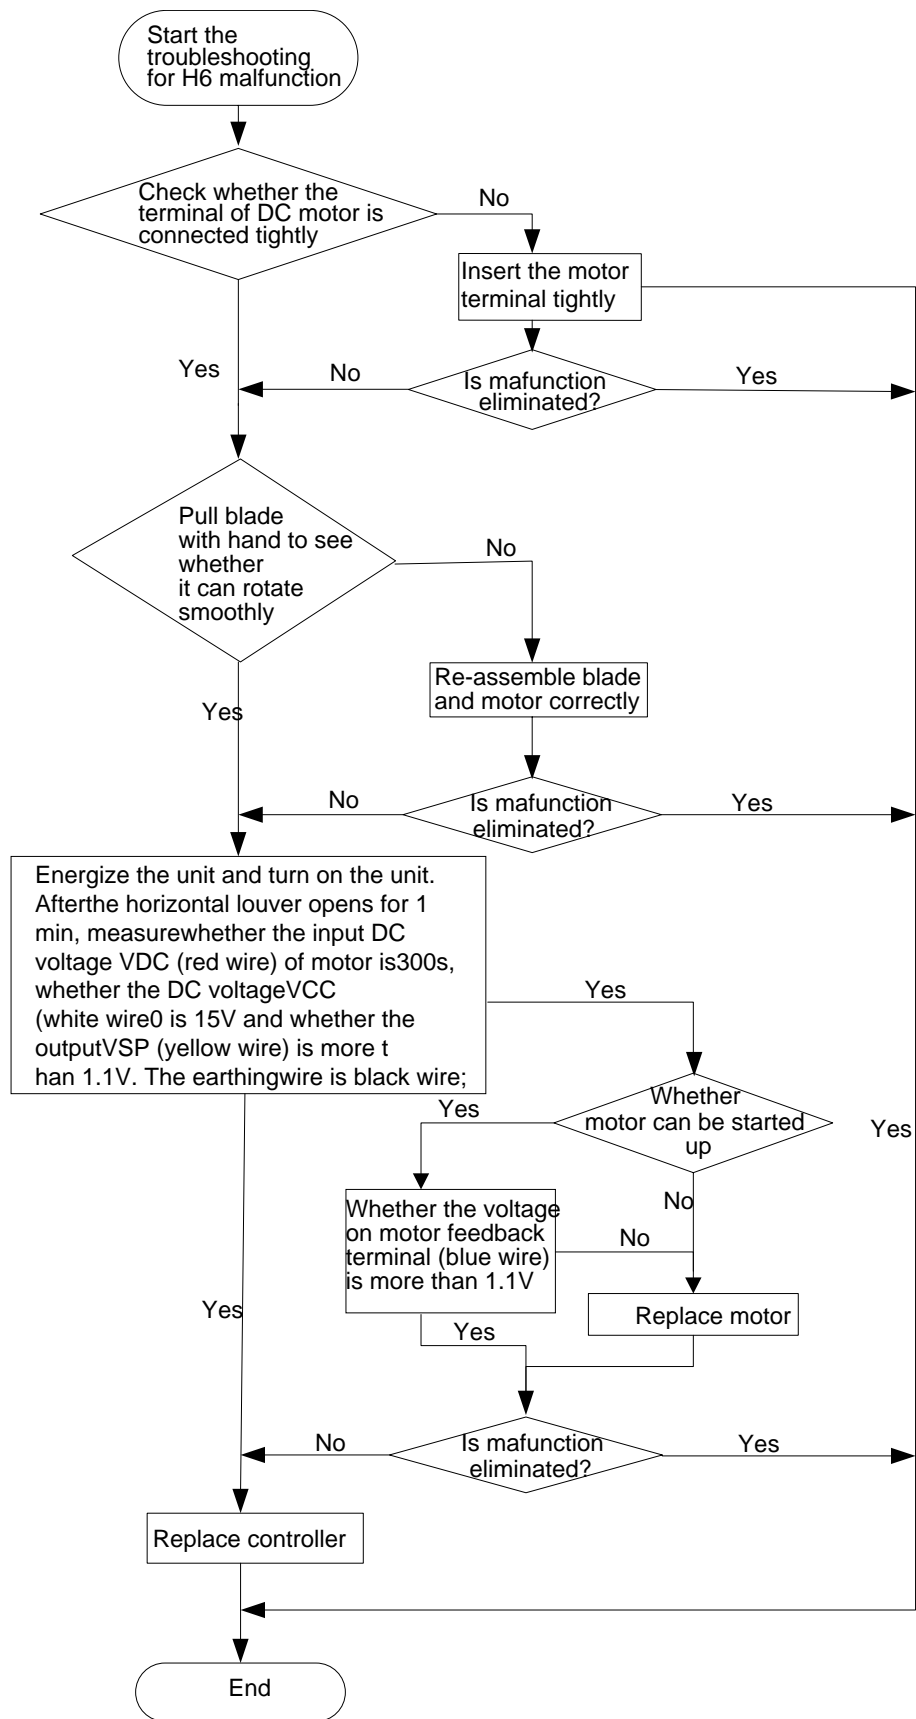 Start the
troubleshooting
for H6 malfunction
Check whether the
terminal of DC motor is
connected tightly
No
Insert the motor
terminal tightly
Yes
No
Is mafunction
eliminated?
Yes
Pull blade
with hand to see
whether
it can rotate
smoothly
No
Re-assemble blade
and motor correctly
Yes
No
Is mafunction
eliminated?
Yes
Energize the unit and turn on the unit.
Afterthe horizontal louver opens for 1
min, measurewhether the input DC
voltage VDC (red wire) of motor is300s,
whether the DC voltageVCC
(white wire0 is 15V and whether the
outputVSP (yellow wire) is more t
han 1.1V. The earthingwire is black wire;
Yes
Whether
motor can be started
up
Yes
Yes
No
Whether the voltage
on motor feedback
terminal (blue wire)
is more than 1.1V
No
Replace motor
Yes
Yes
No
Is mafunction
eliminated?
Yes
Replace controller
End